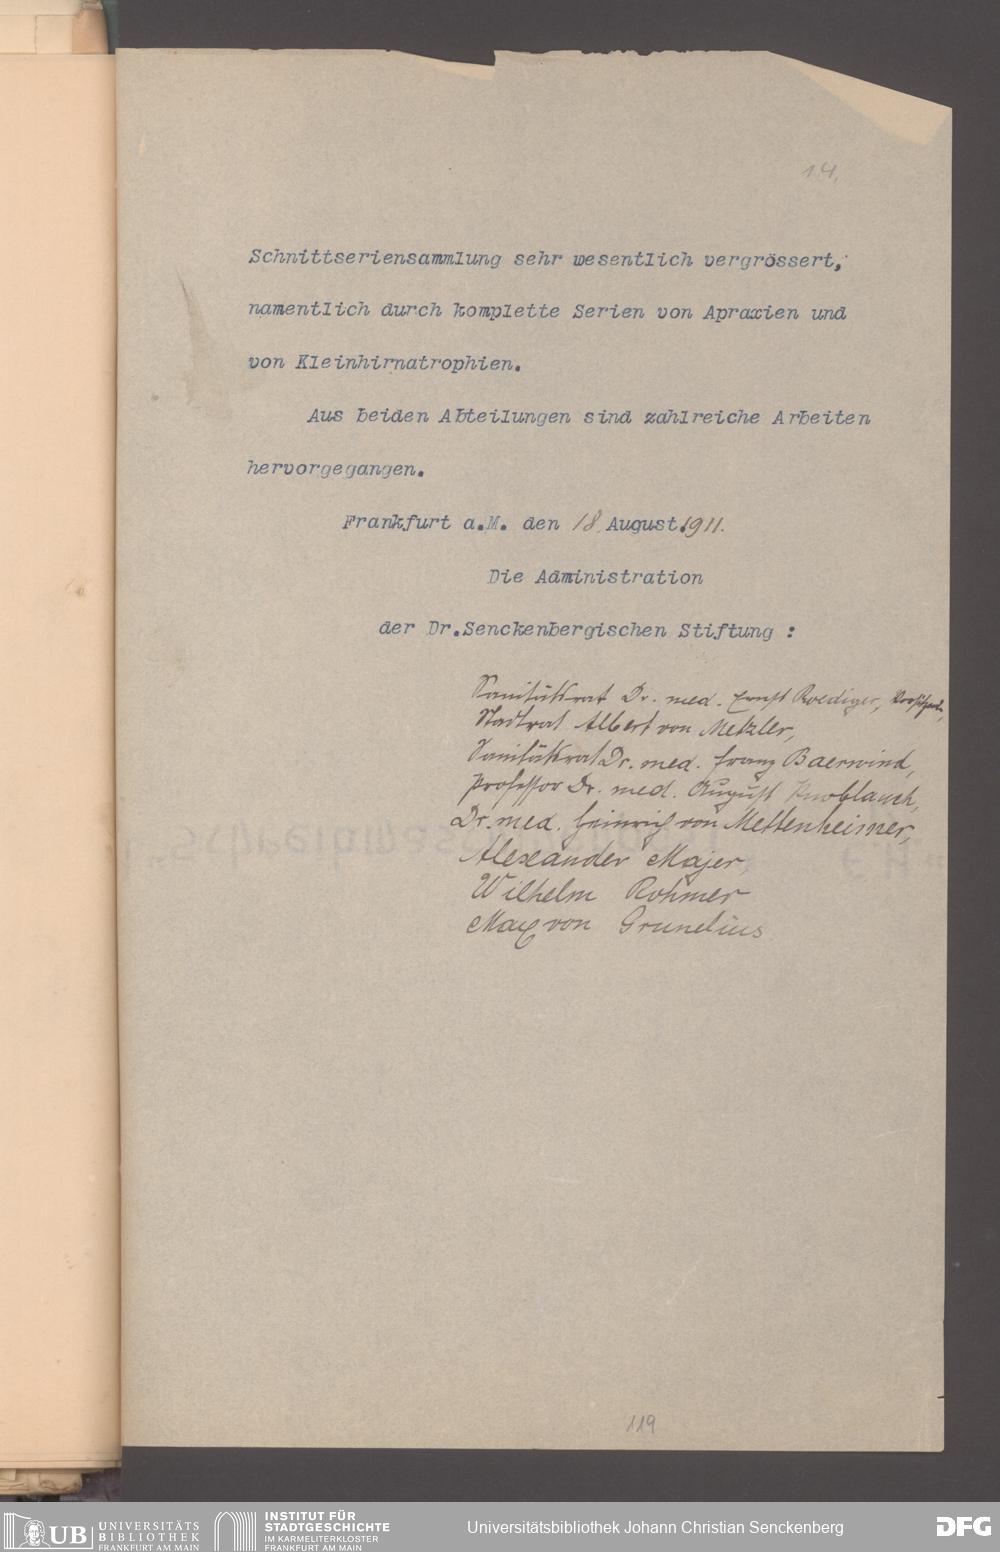 14.
Schnittseriensammlung sehr wesentlich vergrössert,
namentlich durch komplette Serien von Apraxien und
von Kleinhirnatrophien.
Aus beiden Abteilungen sind zahlreiche Arbeiten
hervorgegangen.
Frankfurt a.M. den 18. August.1911.
Die Administration
der Dr.Senckenbergischen Stiftung :
Sanitätsrat Dr. med. Ernst Roediger,
Stadtrat Albert von Metzler,
Sanitätsrat Dr. med. Franz Baerwind,
Professor Dr. med. August Knoblauch,
Dr. med. Heinrich von Mettenheimer,
Alexander Majer,
Wilhelm Rohmer
Max von Grunelius
119
UB UNIVERSITÄTS
BIBLIOTHEK
FRANKFURT AM MAIN
INSTITUT FÜR
STADTGESCHICHTE
IM KARMELITERKLOSTER
FRANKFURT AM MAIN
Universitätsbibliothek Johann Christian Senckenberg
DFG